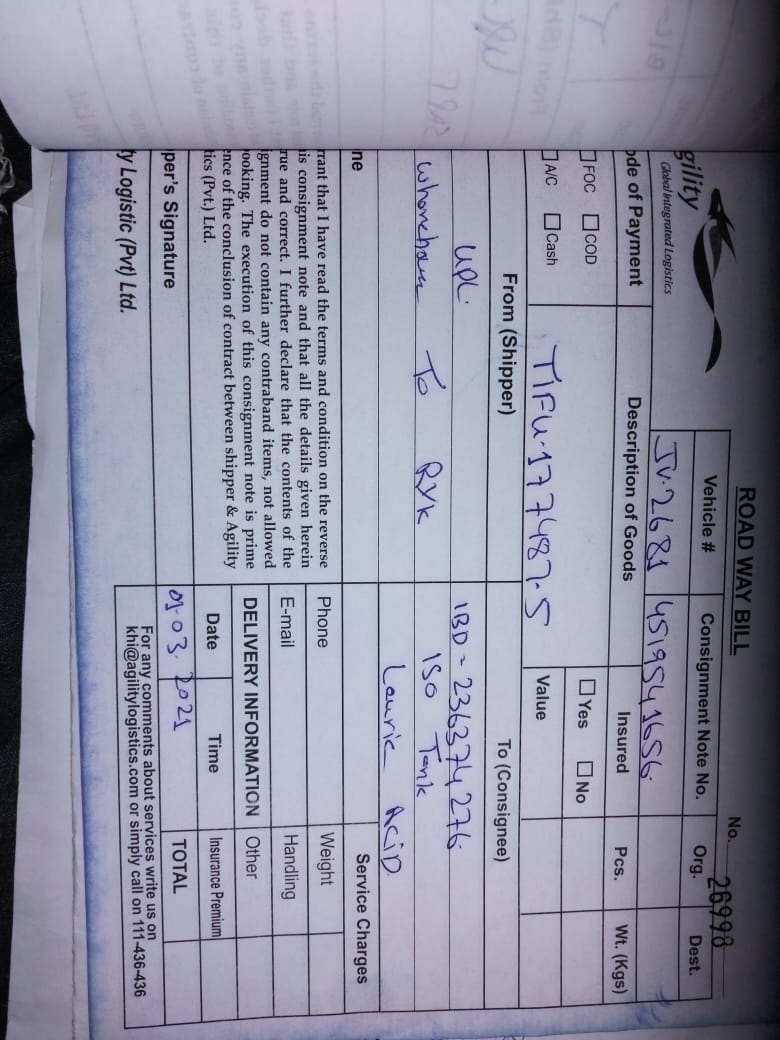 ROAD WAY BILL
No. 26998
gility
Global Integrated Logistics
Vehicle # Consignment Note No. Org. Dest.
JV-2681 4519541656
ode of Payment Description of Goods Insured Pcs. Wt. (Kgs)
FOC COD Yes No
A/C Cash TIFU-177487-5 Value
From (Shipper) To (Consignee)
UPL IBD - 236374276
To RYK ISO Tank
Lauric ACiD
ne Service Charges
rrant that I have read the terms and condition on the reverse
is consignment note and that all the details given herein
rue and correct. I further declare that the contents of the
ignment do not contain any contraband items, not allowed
ooking. The execution of this consignment note is prime
ence of the conclusion of contract between shipper & Agility
tics (Pvt.) Ltd.
Phone Weight
E-mail Handling
DELIVERY INFORMATION Other
Date Time Insurance Premium
per's Signature 01-03. 2021 TOTAL
ty Logistic (Pvt) Ltd.
For any comments about services write us on
khi@agilitylogistics.com or simply call on 111-436-436